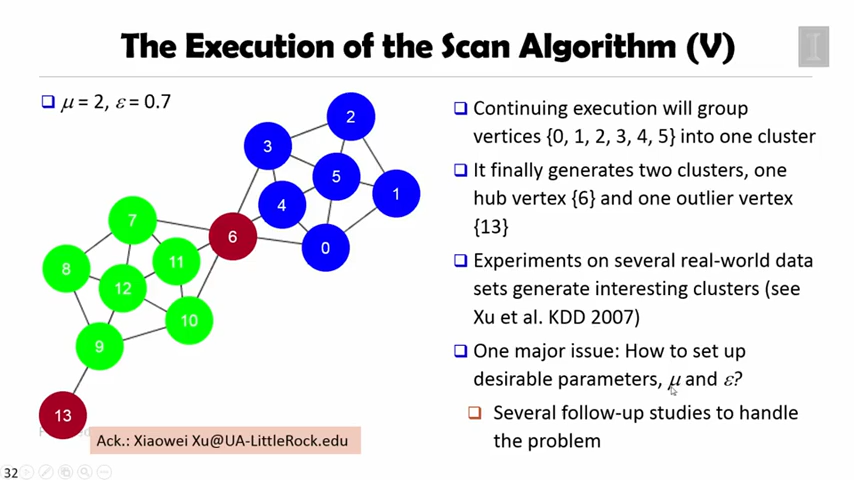 The Execution of the Scan Algorithm (V)
μ = 2, ε = 0.7
Continuing execution will group
vertices {0, 1, 2, 3, 4, 5} into one cluster
It finally generates two clusters, one
hub vertex {6} and one outlier vertex
{13}
Experiments on several real-world data
sets generate interesting clusters (see
Xu et al. KDD 2007)
One major issue: How to set up
desirable parameters, μ and ε?
Several follow-up studies to handle
the problem
2
3
5
1
4
7
6
0
11
8
12
10
9
13
Ack.: Xiaowei Xu@UA-LittleRock.edu
32